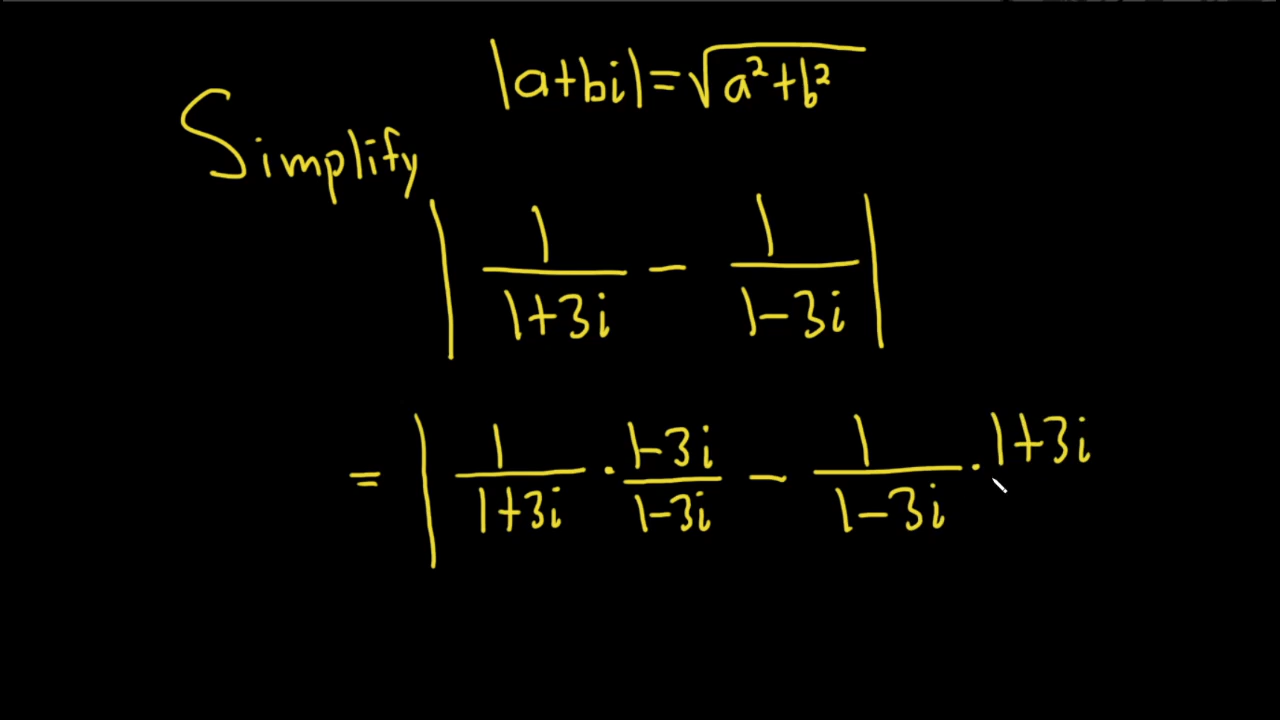 |a+bi|=√a²+b²
Simplify
| 1/(1+3i) − 1/(1−3i) |
= | 1/(1+3i) · (1−3i)/(1−3i) − 1/(1−3i) · 1+3i